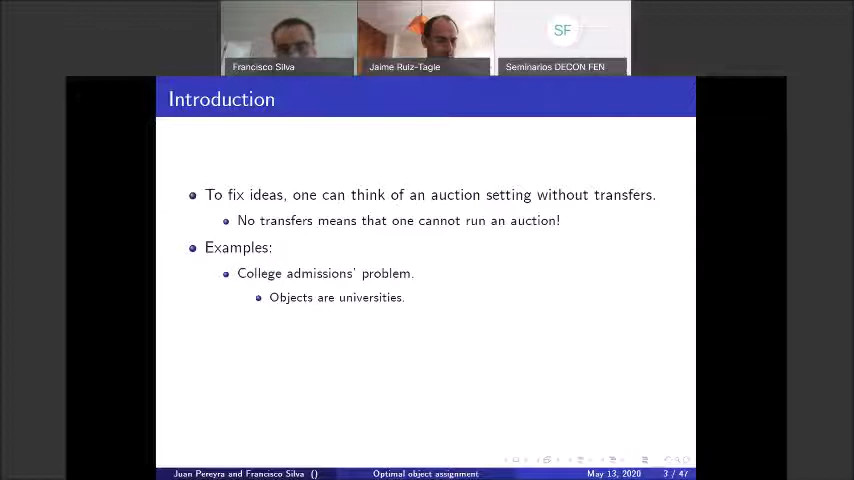 SF
Francisco Silva
Jaime Ruiz-Tagle
Seminarios DECON FEN
Introduction
To fix ideas, one can think of an auction setting without transfers.
No transfers means that one cannot run an auction!
Examples:
College admissions' problem.
Objects are universities.
Juan Pereyra and Francisco Silva ()
Optimal object assignment
May 13, 2020
3 / 47